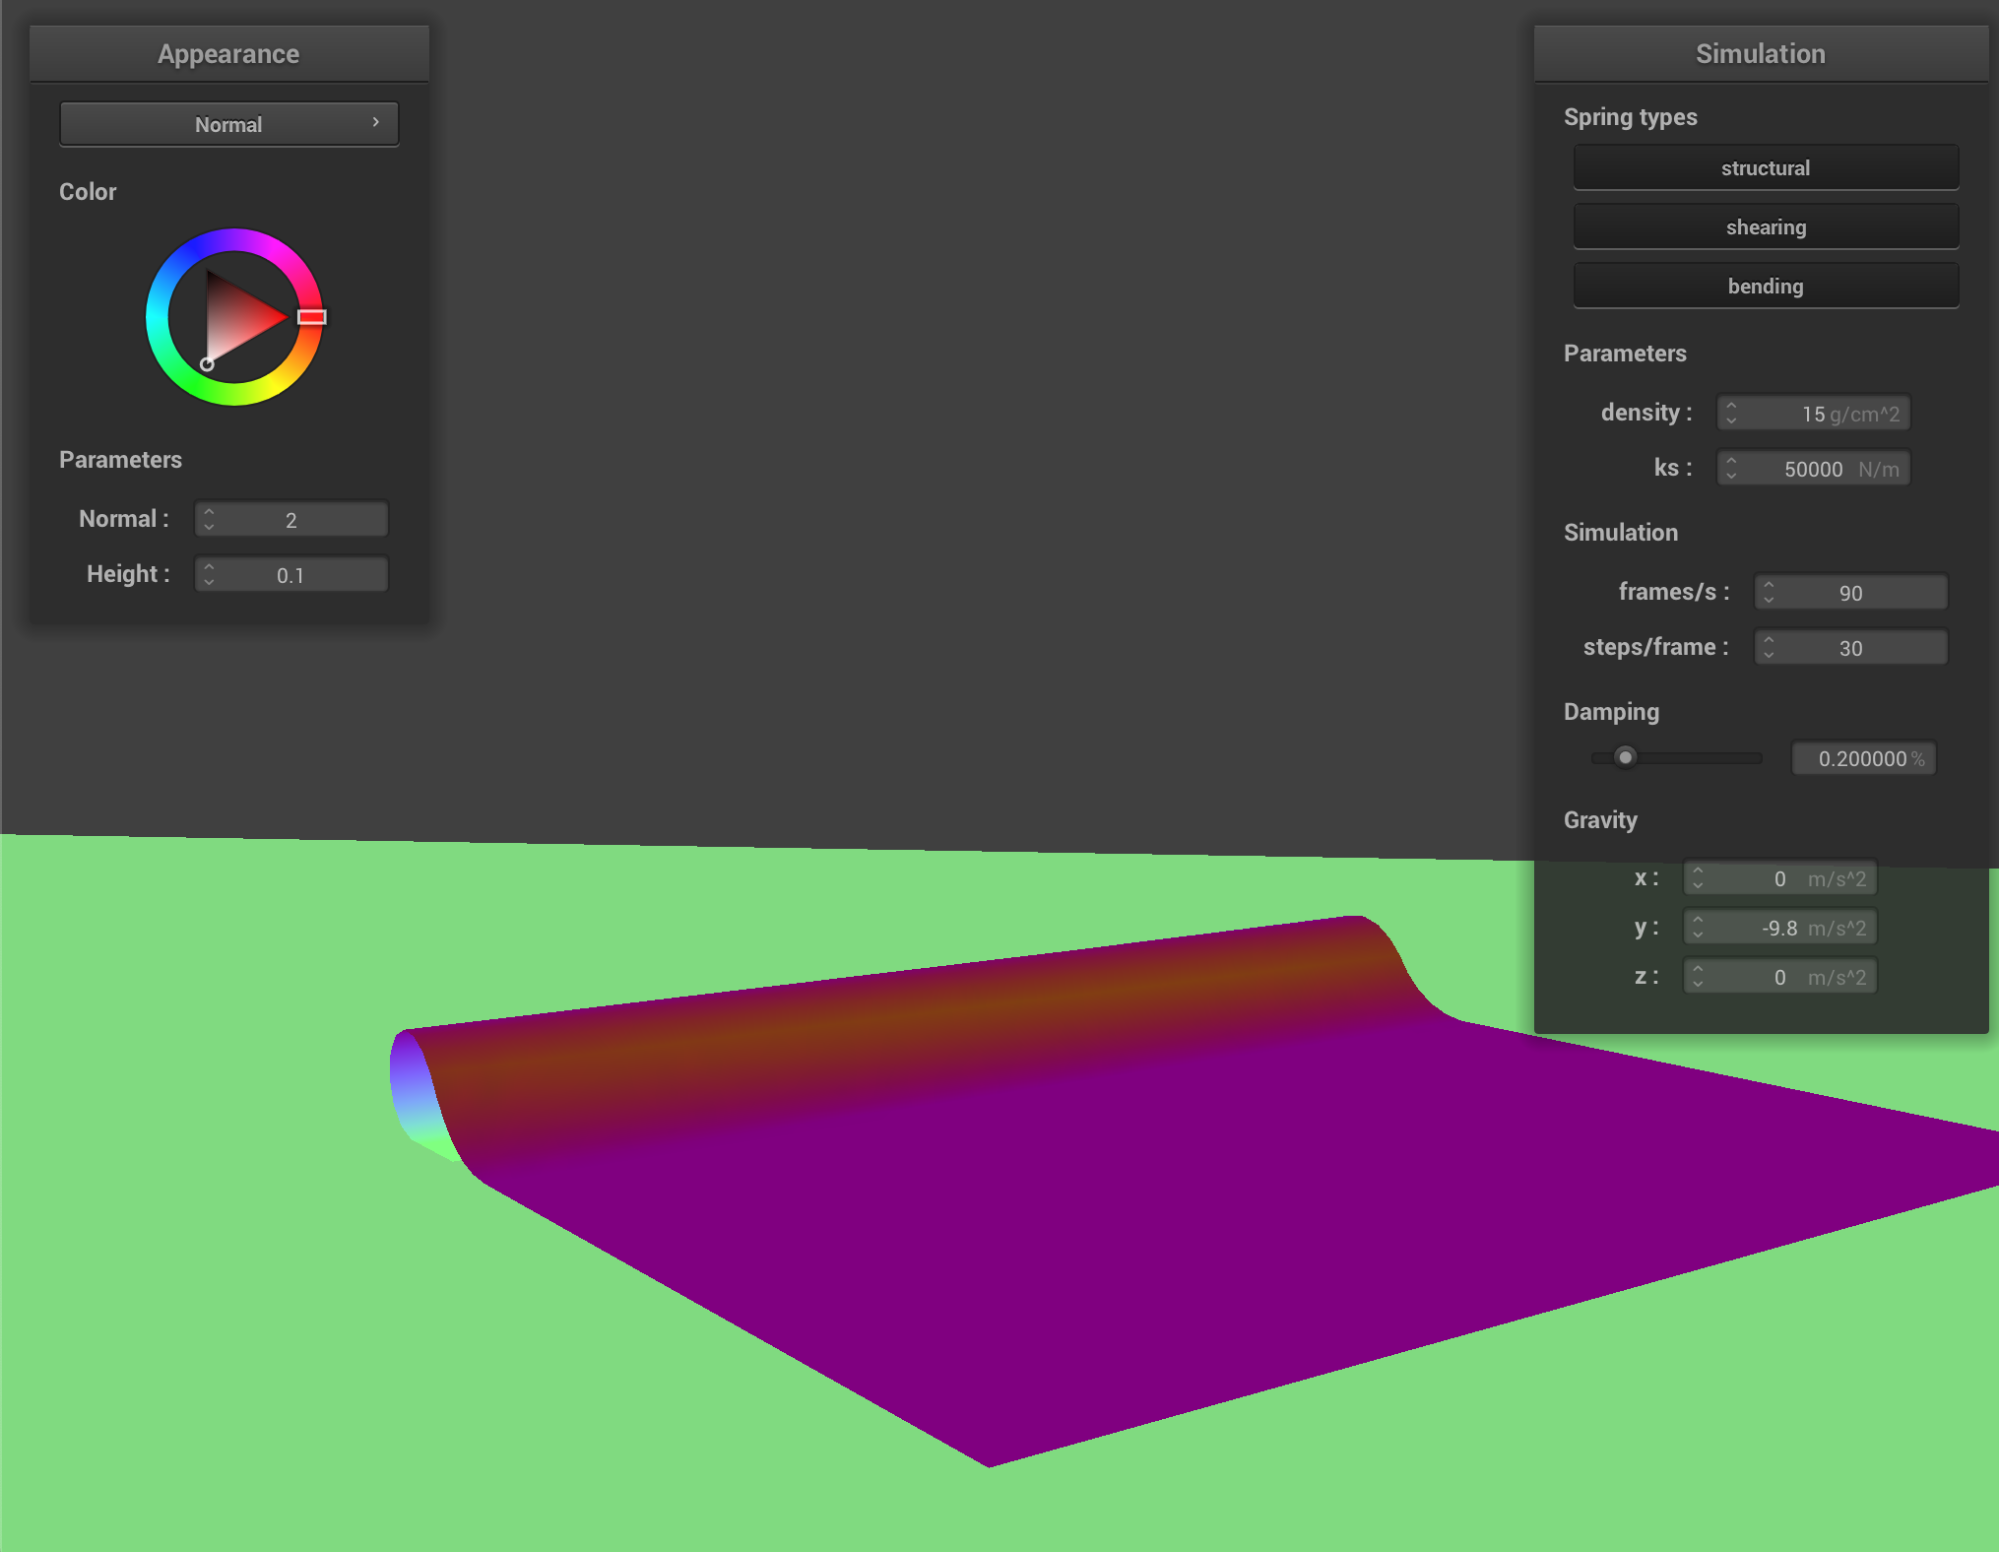 Appearance
Normal
Color
Parameters
Normal : 2
Height : 0.1
Simulation
Spring types
structural
shearing
bending
Parameters
density : 15 g/cm^2
ks : 50000 N/m
Simulation
frames/s : 90
steps/frame : 30
Damping
0.200000 %
Gravity
x : 0 m/s^2
y : -9.8 m/s^2
z : 0 m/s^2